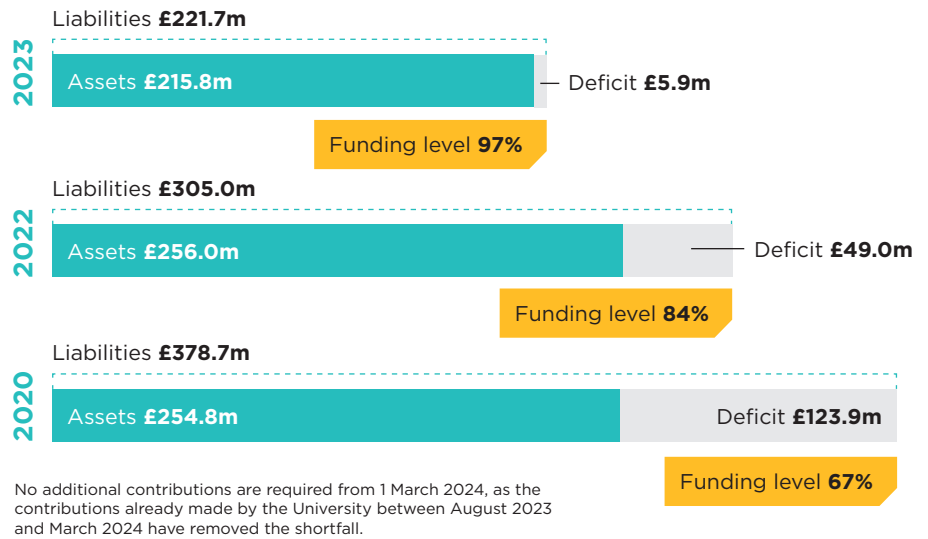 Liabilities £221.7m
2023
Assets £215.8m
Deficit £5.9m
Funding level 97%
Liabilities £305.0m
2022
Assets £256.0m
Deficit £49.0m
Funding level 84%
Liabilities £378.7m
2020
Assets £254.8m
Deficit £123.9m
Funding level 67%
No additional contributions are required from 1 March 2024, as the
contributions already made by the University between August 2023
and March 2024 have removed the shortfall.